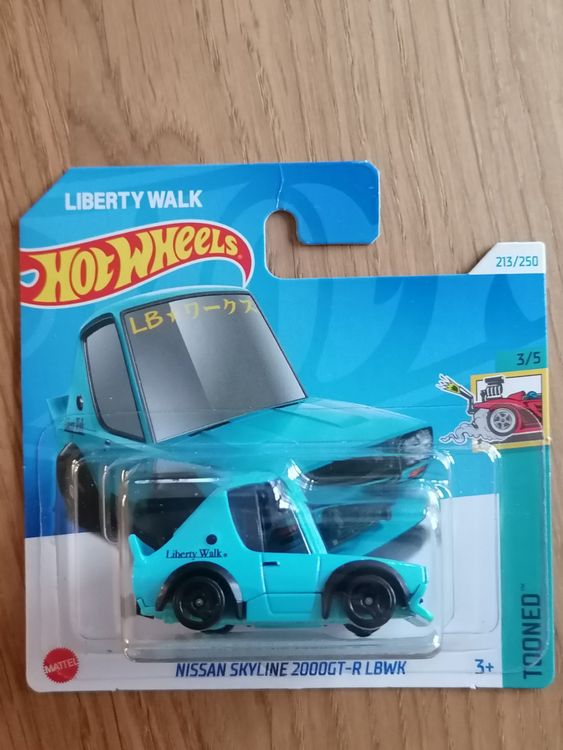 LIBERTY WALK
HOT WHEELS
213/250
LB★ワークス
3/5
Liberty Walk
TOONED™
MATTEL
NISSAN SKYLINE 2000GT-R LBWK
3+